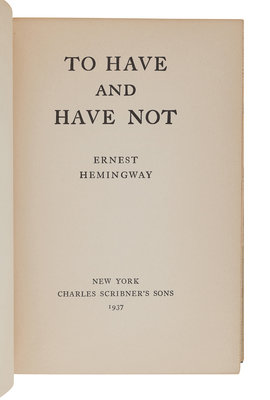 TO HAVE
AND
HAVE NOT
ERNEST
HEMINGWAY
NEW YORK
CHARLES SCRIBNER'S SONS
1937